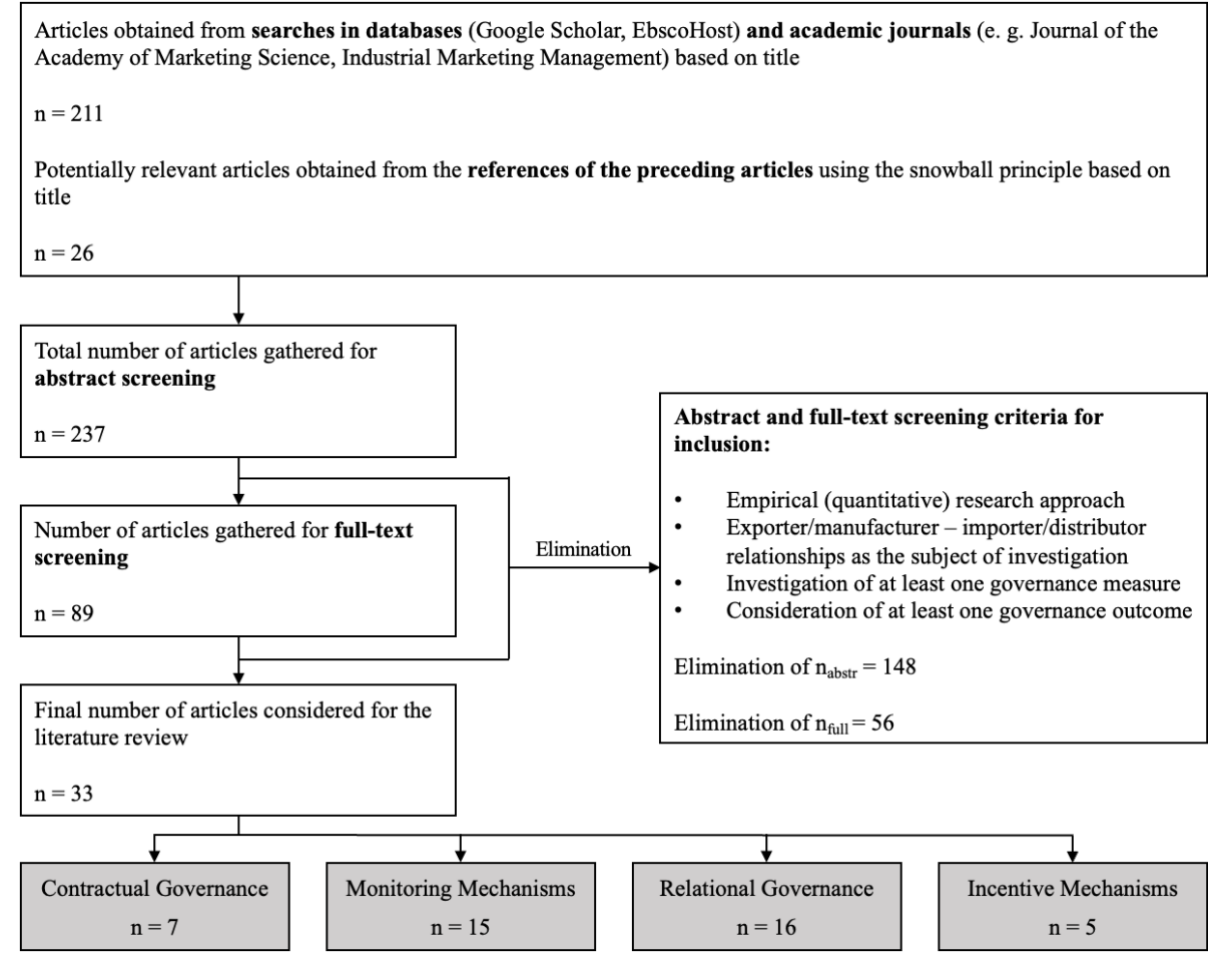 Articles obtained from searches in databases (Google Scholar, EbscoHost) and academic journals (e. g. Journal of the
Academy of Marketing Science, Industrial Marketing Management) based on title
n = 211
Potentially relevant articles obtained from the references of the preceding articles using the snowball principle based on
title
n = 26
Total number of articles gathered for
abstract screening
n = 237
Number of articles gathered for full-text
screening
n = 89
Elimination
Abstract and full-text screening criteria for
inclusion:
• Empirical (quantitative) research approach
• Exporter/manufacturer – importer/distributor
relationships as the subject of investigation
• Investigation of at least one governance measure
• Consideration of at least one governance outcome
Elimination of nabstr = 148
Elimination of nfull = 56
Final number of articles considered for the
literature review
n = 33
Contractual Governance
n = 7
Monitoring Mechanisms
n = 15
Relational Governance
n = 16
Incentive Mechanisms
n = 5